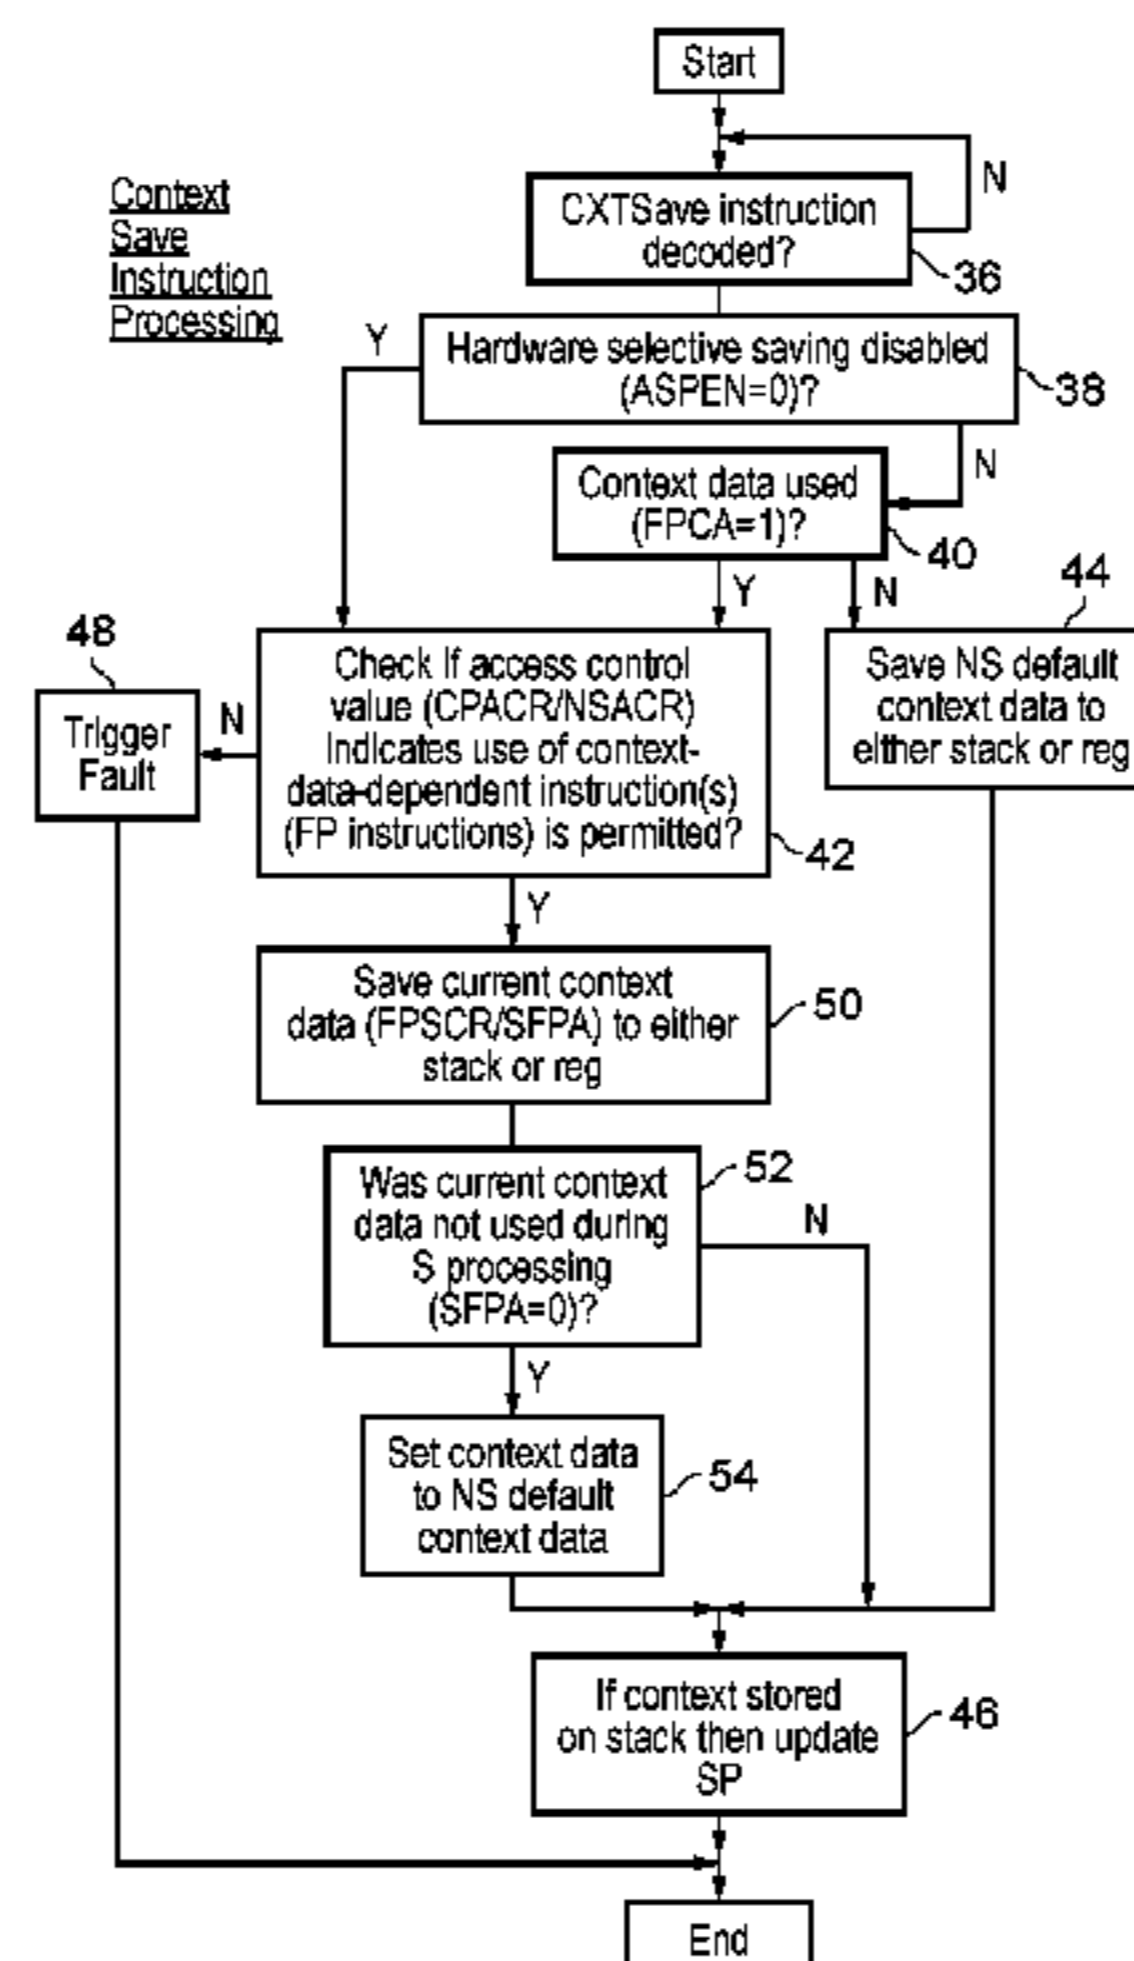 Start
Context
Save
Instruction
Processing
N
CXTSave instruction
decoded?
36
Y
Hardware selective saving disabled
(ASPEN=0)?
38
N
Context data used
(FPCA=1)?
40
Y
N
44
48
Trigger
Fault
N
Check if access control
value (CPACR/NSACR)
indicates use of context-
data-dependent instruction(s)
(FP instructions) is permitted?
42
Save NS default
context data to
either stack or reg
Y
Save current context
data (FPSCR/SFPA) to either
stack or reg
50
Was current context
data not used during
S processing
(SFPA=0)?
52
N
Y
Set context data
to NS default
context data
54
If context stored
on stack then update
SP
46
End